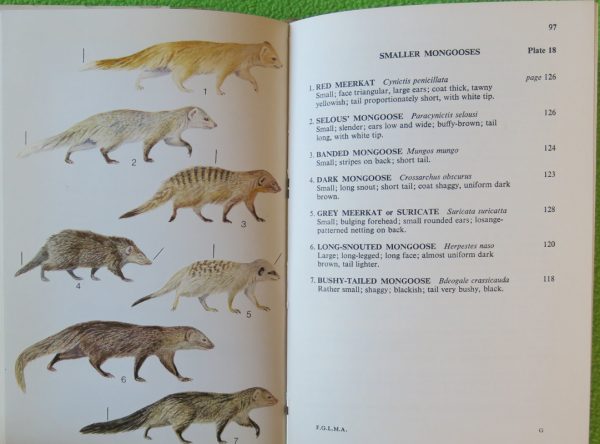 1
2
3
4
5
6
7
97
SMALLER MONGOOSES Plate 18
1. RED MEERKAT Cynictis penicillata page 126
Small; face triangular, large ears; coat thick, tawny
yellowish; tail proportionately short, with white tip.
2. SELOUS' MONGOOSE Paracynictis selousi 126
Small; slender; ears low and wide; buffy-brown; tail
long, with white tip.
3. BANDED MONGOOSE Mungos mungo 124
Small; stripes on back; short tail.
4. DARK MONGOOSE Crossarchus obscurus 123
Small; long snout; short tail; coat shaggy, uniform dark
brown.
5. GREY MEERKAT or SURICATE Suricata suricatta 128
Small; bulging forehead; small rounded ears; losange-
patterned netting on back.
6. LONG-SNOUTED MONGOOSE Herpestes naso 120
Large; long-legged; long face; almost uniform dark
brown, tail lighter.
7. BUSHY-TAILED MONGOOSE Bdeogale crassicauda 118
Rather small; shaggy; blackish; tail very bushy, black.
F.G.L.M.A. G